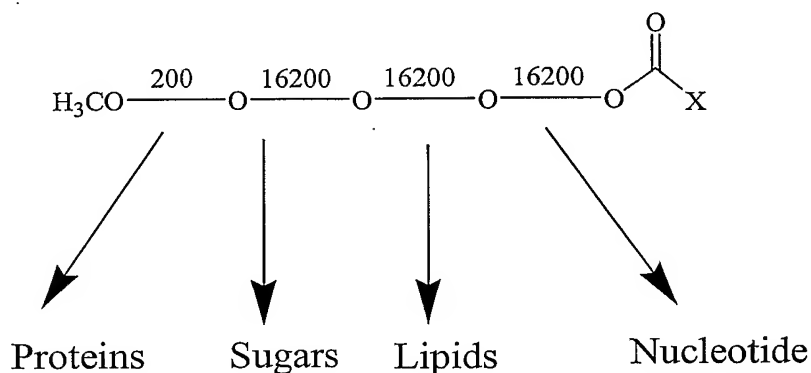 O
200 16200 16200 16200
H₃CO O O O O X
Proteins Sugars Lipids Nucleotide